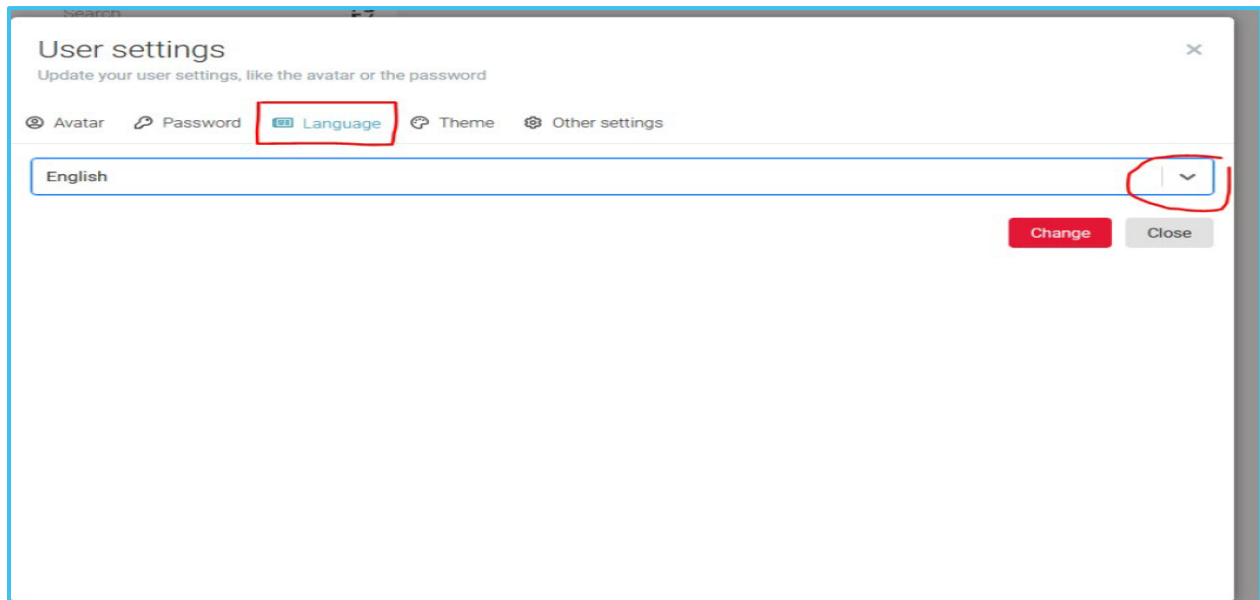 Search
User settings
Update your user settings, like the avatar or the password
Avatar Password Language Theme Other settings
English
Change Close